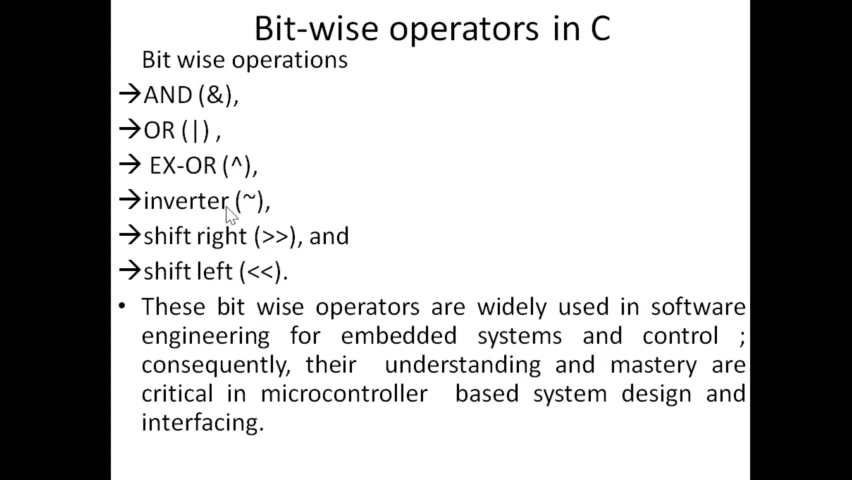 Bit-wise operators in C
Bit wise operations
→AND (&),
→OR (|) ,
→ EX-OR (^),
→inverter (~),
→shift right (>>), and
→shift left (<<).
• These bit wise operators are widely used in software
engineering for embedded systems and control ;
consequently, their understanding and mastery are
critical in microcontroller based system design and
interfacing.